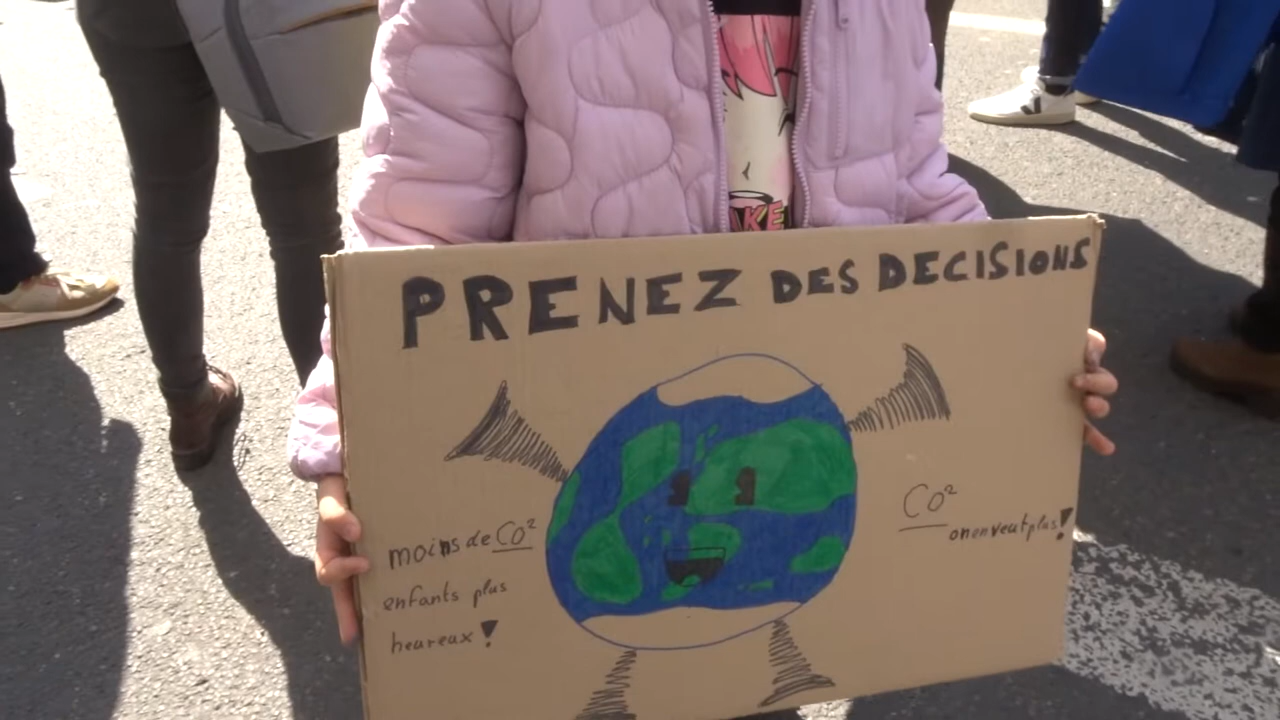 PRENEZ DES DECISIONS
moins de CO²
enfants plus
heureux !
CO²
on en veut plus !